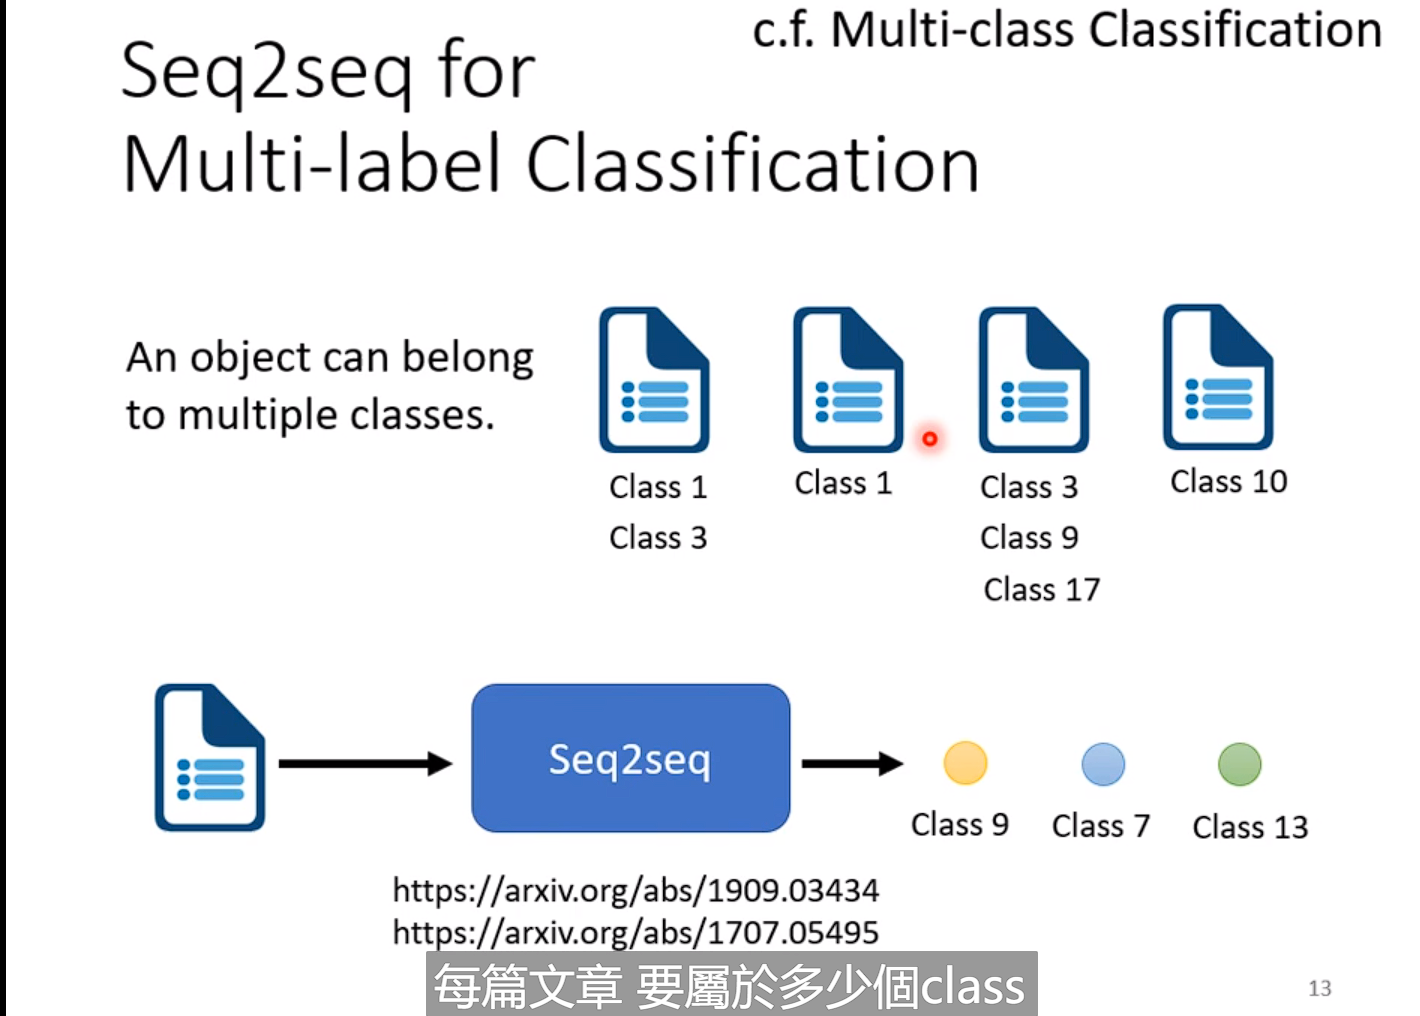 c.f. Multi-class Classification
Seq2seq for
Multi-label Classification
An object can belong
to multiple classes.
Class 1
Class 3
Class 1
Class 3
Class 9
Class 17
Class 10
Seq2seq
Class 9
Class 7
Class 13
https://arxiv.org/abs/1909.03434
https://arxiv.org/abs/1707.05495
每篇文章 要屬於多少個class
13